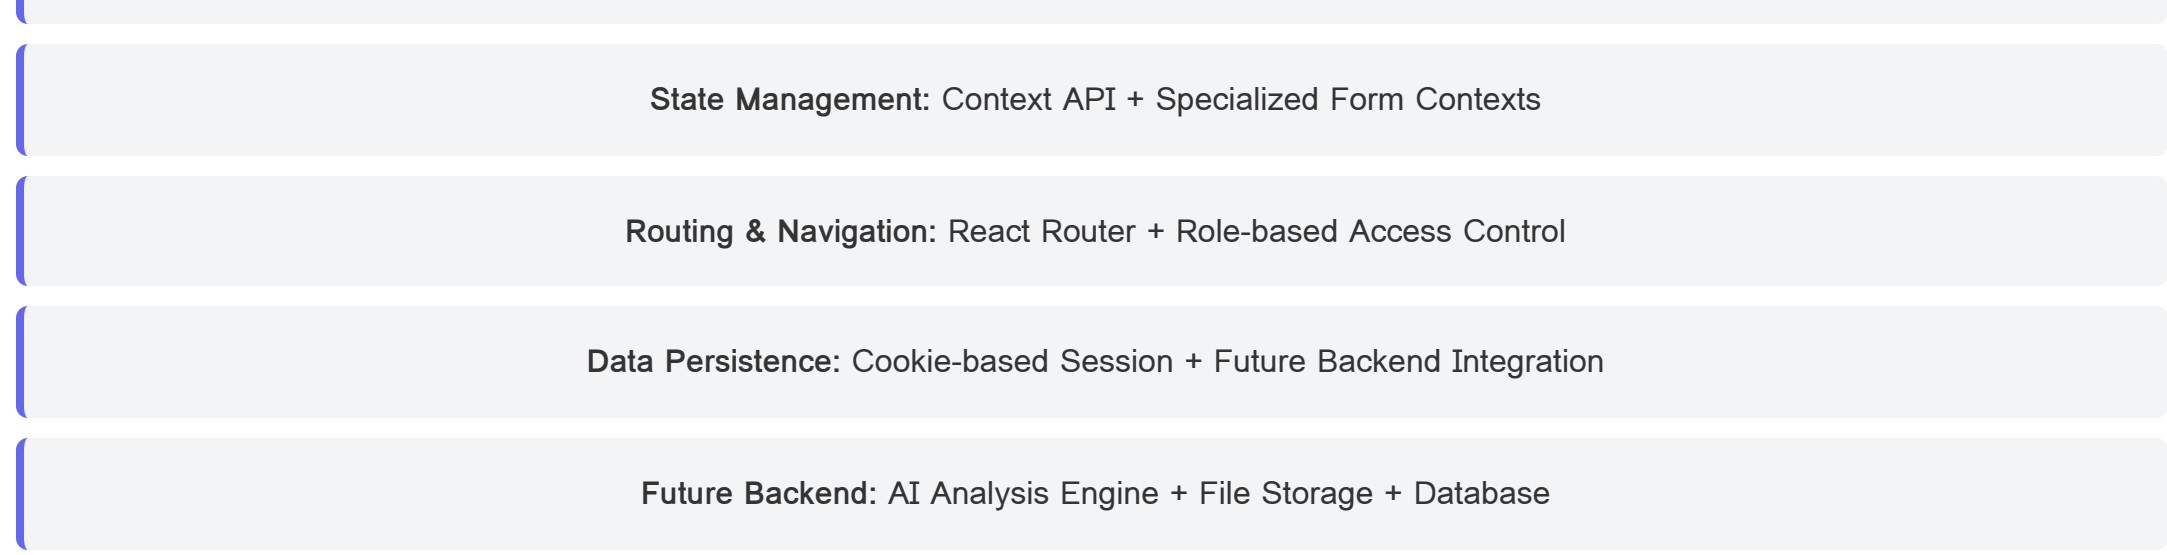 State Management: Context API + Specialized Form Contexts
Routing & Navigation: React Router + Role-based Access Control
Data Persistence: Cookie-based Session + Future Backend Integration
Future Backend: AI Analysis Engine + File Storage + Database